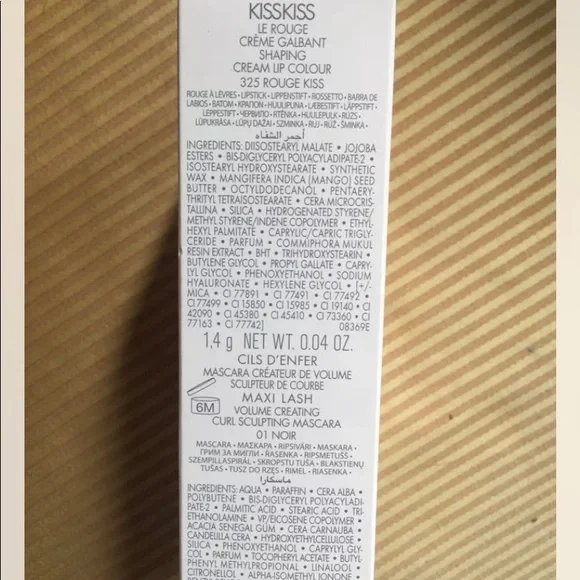 KISSKISS
LE ROUGE
CRÈME GALBANT
SHAPING
CREAM LIP COLOUR
325 ROUGE KISS
ROUGE À LÈVRES • LIPSTICK • LIPPENSTIFT • ROSSETTO • BARRA DE
LABIOS • BATOM • КРАПОН • HUULIPUNA • LÆBESTIFT • LÄPPSTIFT •
LEPPESTIFT • ЧЕРВИЛО • RTĚNKA • HUULEPULK • RÚZS •
LŪPUKRĀSA • LŪPŲ DAŽAI • SZMINKA • RUJ • RÚŽ • ŠMINKA •
أحمر الشفاه
INGREDIENTS: DIISOSTEARYL MALATE • JOJOBA
ESTERS • BIS-DIGLYCERYL POLYACYLADIPATE-2 •
ISOSTEARYL HYDROXYSTEARATE • SYNTHETIC
WAX • MANGIFERA INDICA (MANGO) SEED
BUTTER • OCTYLDODECANOL • PENTAERY-
THRITYL TETRAISOSTEARATE • CERA MICROCRIS-
TALLINA • SILICA • HYDROGENATED STYRENE/
METHYL STYRENE/INDENE COPOLYMER • ETHYL-
HEXYL PALMITATE • CAPRYLIC/CAPRIC TRIGLY-
CERIDE • PARFUM • COMMIPHORA MUKUL
RESIN EXTRACT • BHT • TRIHYDROXYSTEARIN •
BUTYLENE GLYCOL • PROPYL GALLATE • CAPRY-
LYL GLYCOL • PHENOXYETHANOL • SODIUM
HYALURONATE • HEXYLENE GLYCOL • [+/-
MICA • CI 77891 • CI 77491 • CI 77492 •
CI 77499 • CI 15850 • CI 15985 • CI 19140 • CI
42090 • CI 45380 • CI 45410 • CI 73360 • CI
77163 • CI 77742] 08369E
1,4 g NET WT. 0.04 OZ.
CILS D'ENFER
MASCARA CRÉATEUR DE VOLUME
SCULPTEUR DE COURBE
MAXI LASH
6M VOLUME CREATING
CURL SCULPTING MASCARA
01 NOIR
MASCARA • ΜΑΣΚΑΡΑ • RIPSIVÄRI • MASKARA •
ГРИМ ЗА МИГЛИ • ŘASENKA • RIPSMETUŠŠ •
SZEMPILLASPIRÁL • SKROPSTU TUŠA • BLAKSTIENŲ
TUŠAS • TUSZ DO RZĘS • RIMEL • RIASENKA •
ماسكارا
INGREDIENTS: AQUA • PARAFFIN • CERA ALBA •
POLYBUTENE • BIS-DIGLYCERYL POLYACYLADI-
PATE-2 • PALMITIC ACID • STEARIC ACID • TRI-
ETHANOLAMINE • VP/EICOSENE COPOLYMER •
ACACIA SENEGAL GUM • CERA CARNAUBA •
CANDELILLA CERA • HYDROXYETHYLCELLULOSE
SILICA • PHENOXYETHANOL • CAPRYLYL GLY-
COL • PARFUM • TOCOPHERYL ACETATE • BUTYL-
PHENYL METHYLPROPIONAL • LINALOOL •
CITRONELLOL • ALPHA-ISOMETHYL IONONE •